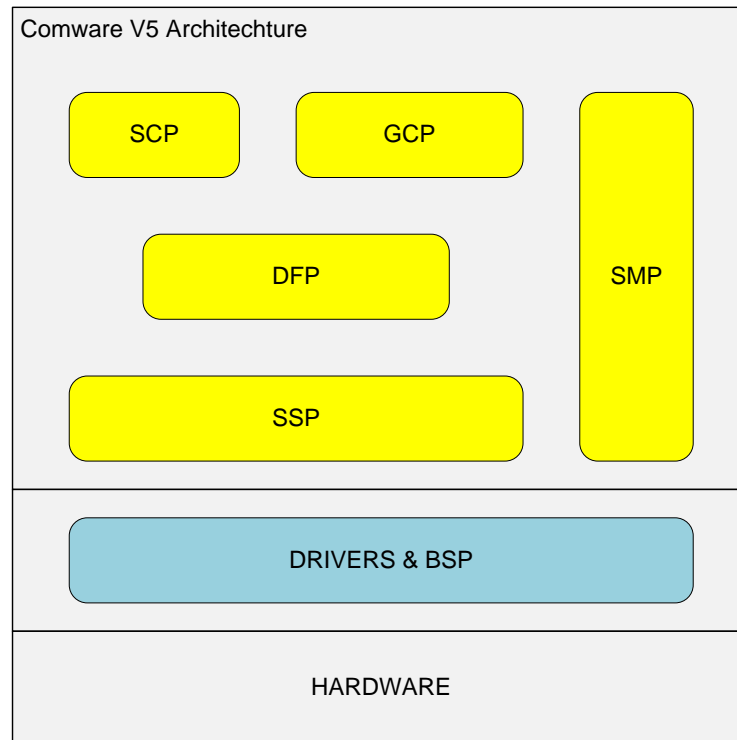 Comware V5 Architechture
SCP
GCP
DFP
SMP
SSP
DRIVERS & BSP
HARDWARE